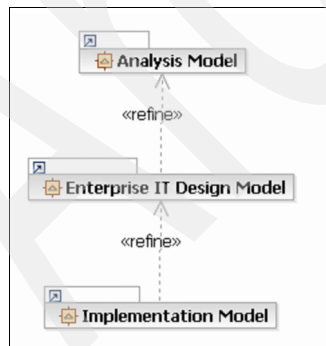 Analysis Model
«refine»
Enterprise IT Design Model
«refine»
Implementation Model